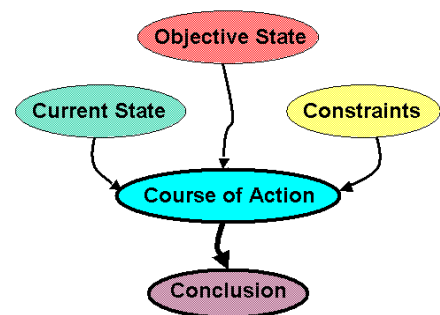 Objective State
Current State
Constraints
Course of Action
Conclusion